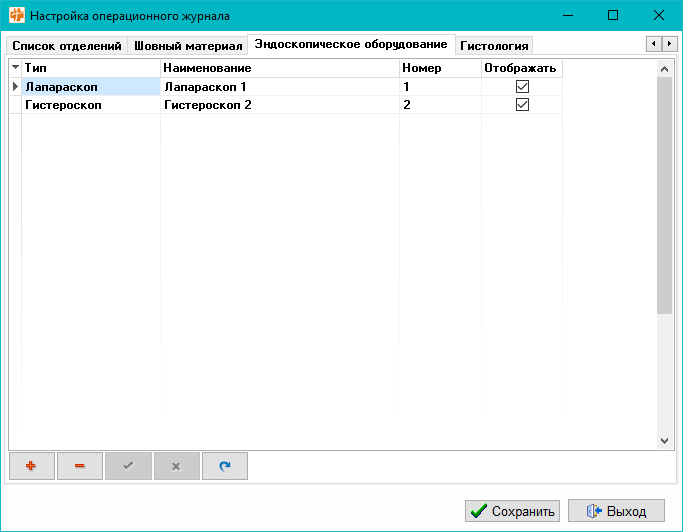 Настройка операционного журнала
Список отделений Шовный материал Эндоскопическое оборудование Гистология
Тип Наименование Номер Отображать
Лапараскоп Лапараскоп 1 1
Гистероскоп Гистероскоп 2 2
Сохранить Выход